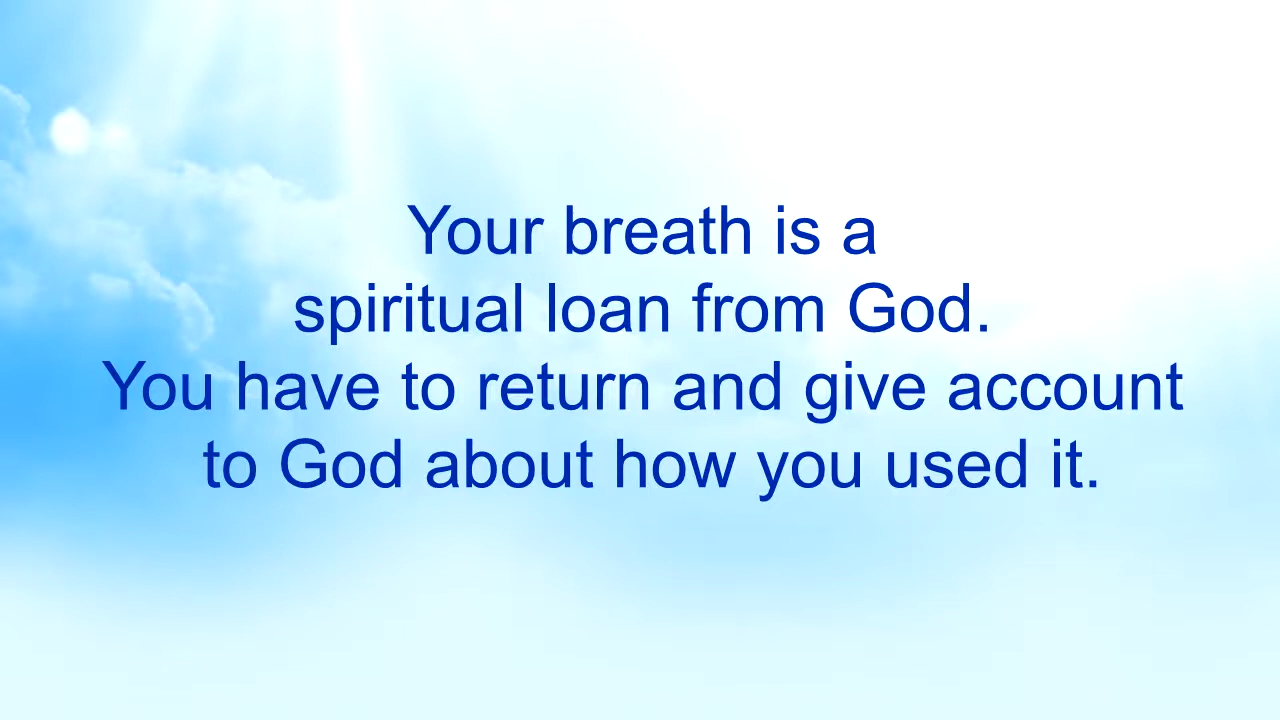 Your breath is a
spiritual loan from God.
You have to return and give account
to God about how you used it.